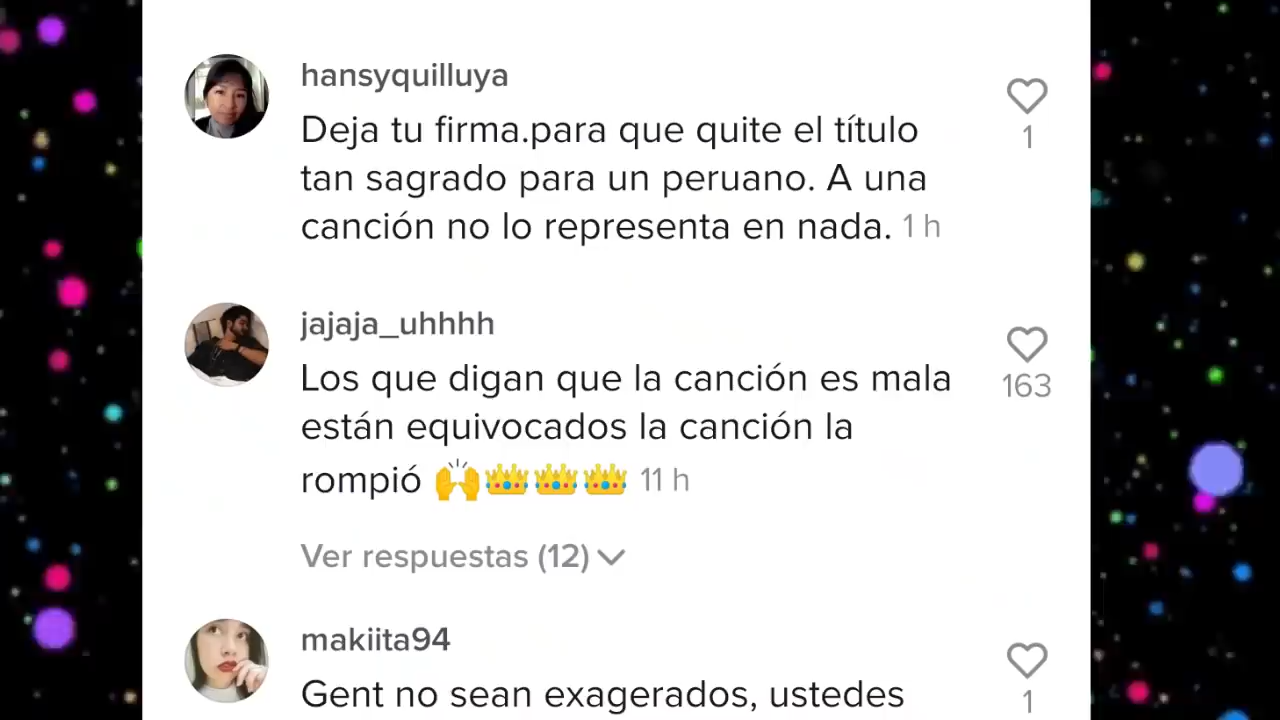 hansyquilluya
Deja tu firma.para que quite el título
tan sagrado para un peruano. A una
canción no lo representa en nada. 1 h
1
jajaja_uhhhh
Los que digan que la canción es mala
están equivocados la canción la
rompió 🙌👑👑👑 11 h
163
Ver respuestas (12)
makiita94
Gent no sean exagerados, ustedes
1